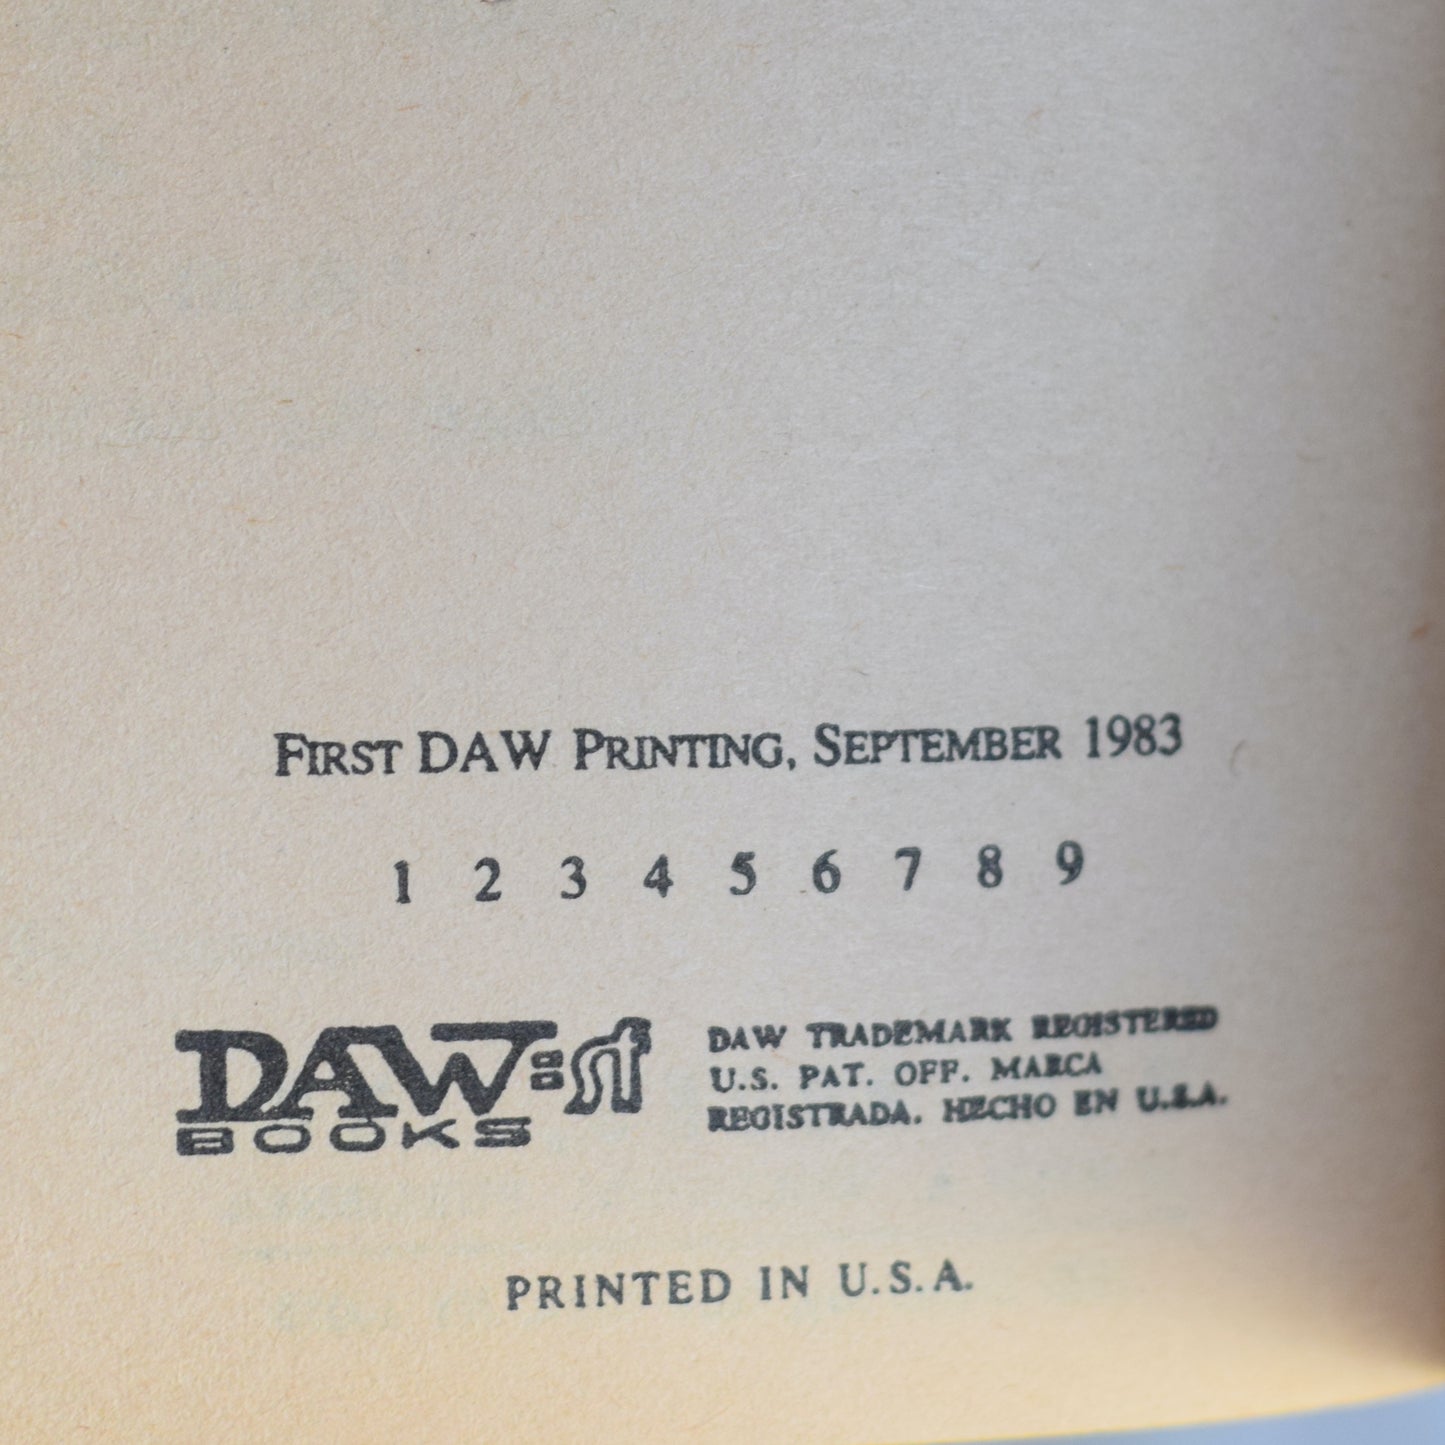 FIRST DAW PRINTING, SEPTEMBER 1983
1 2 3 4 5 6 7 8 9
DAW
BOOKS
DAW TRADEMARK REGISTERED
U.S. PAT. OFF. MARCA
REGISTRADA. HECHO EN U.S.A.
PRINTED IN U.S.A.